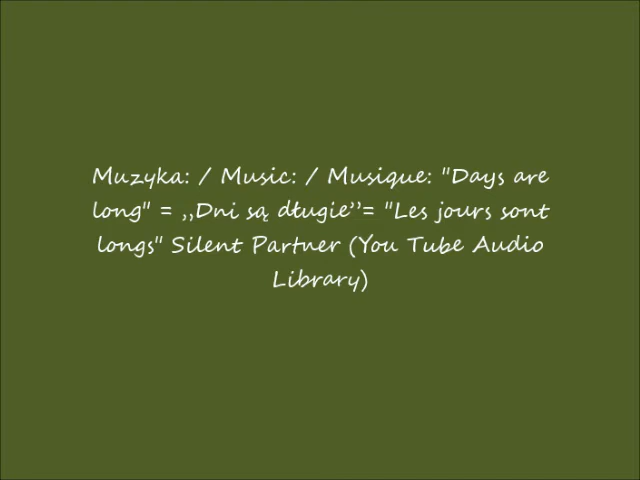 Muzyka: / Music: / Musique: "Days are
long" = „Dni są długie”= "Les jours sont
longs" Silent Partner (You Tube Audio
Library)